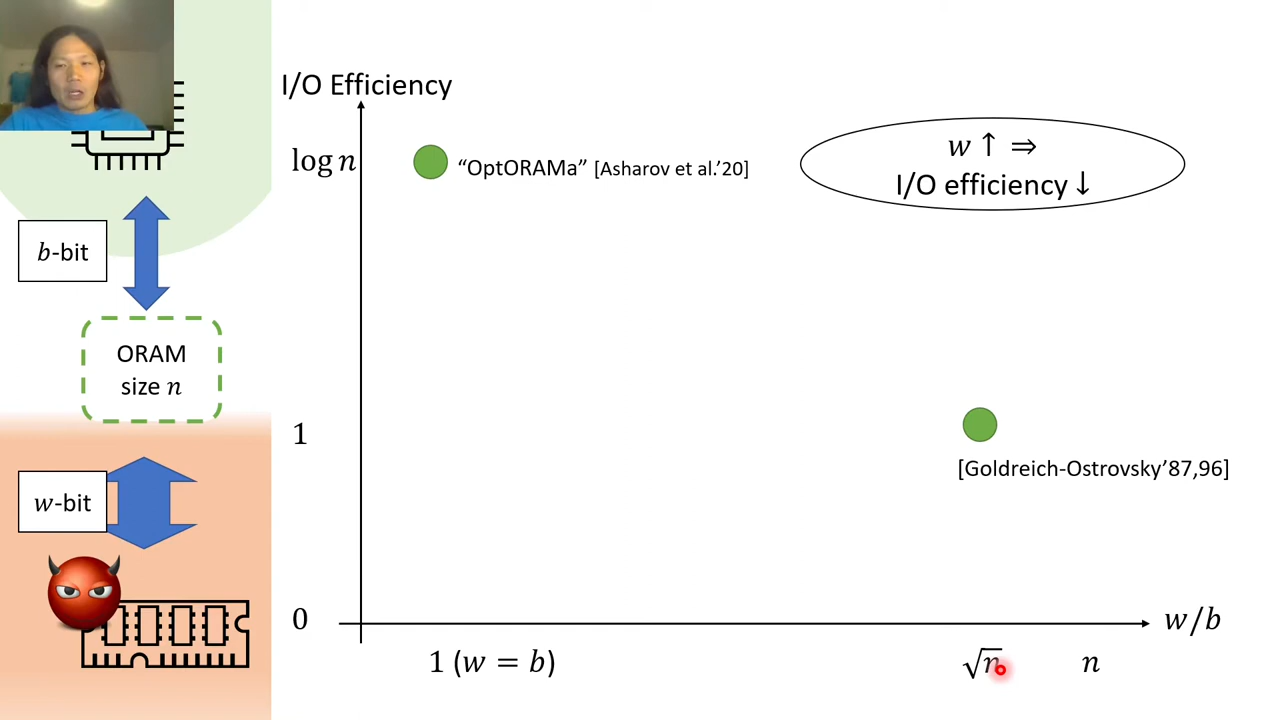 I/O Efficiency
log n
"OptORAMa" [Asharov et al.'20]
w ↑ ⇒
I/O efficiency ↓
b-bit
ORAM
size n
1
[Goldreich-Ostrovsky'87,96]
w-bit
0
w/b
1 (w = b)
√n
n